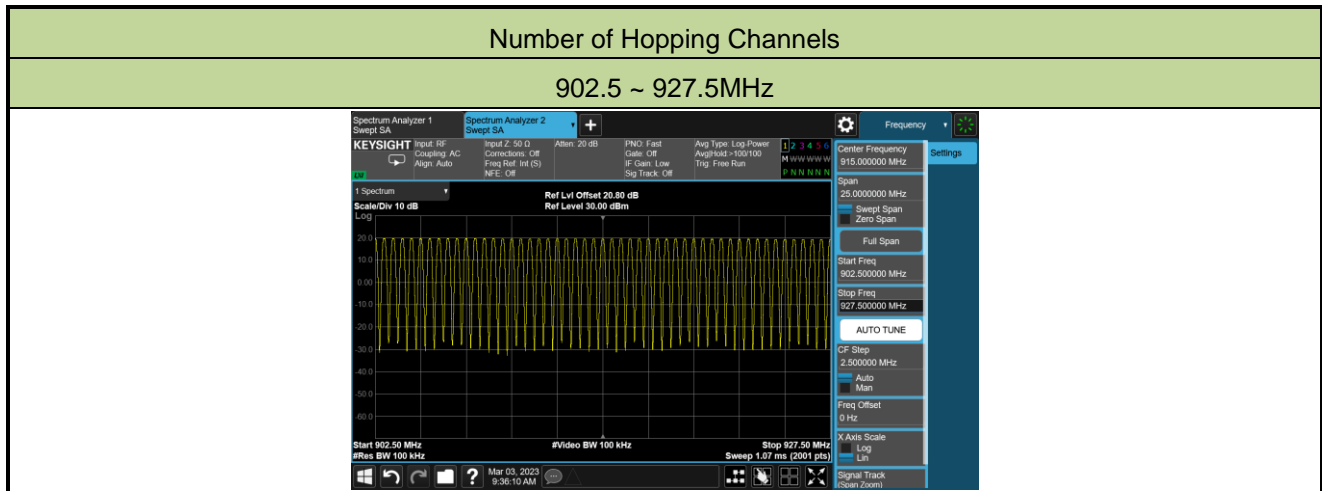 Number of Hopping Channels
902.5 ~ 927.5MHz
Spectrum Analyzer 1
Swept SA
Spectrum Analyzer 2
Swept SA
Frequency
KEYSIGHT
Input: RF
Coupling: AC
Align: Auto
Input Z: 50 Ω
Corrections: Off
Freq Ref: Int (S)
NFE: Off
Atten: 20 dB
PNO: Fast
Gate: Off
IF Gain: Low
Sig Track: Off
Avg Type: Log-Power
Avg|Hold:>100/100
Trig: Free Run
1 2 3 4 5 6
M W W W W W
P N N N N N
LXI
1 Spectrum
Scale/Div 10 dB
Ref Lvl Offset 20.80 dB
Ref Level 30.00 dBm
Log
20.0
10.0
0.00
-10.0
-20.0
-30.0
-40.0
-50.0
-60.0
Start 902.50 MHz
#Res BW 100 kHz
#Video BW 100 kHz
Stop 927.50 MHz
Sweep 1.07 ms (2001 pts)
Mar 03, 2023
9:36:10 AM
Center Frequency
915.000000 MHz
Settings
Span
25.0000000 MHz
Swept Span
Zero Span
Full Span
Start Freq
902.500000 MHz
Stop Freq
927.500000 MHz
AUTO TUNE
CF Step
2.500000 MHz
Auto
Man
Freq Offset
0 Hz
X Axis Scale
Log
Lin
Signal Track
(Span Zoom)